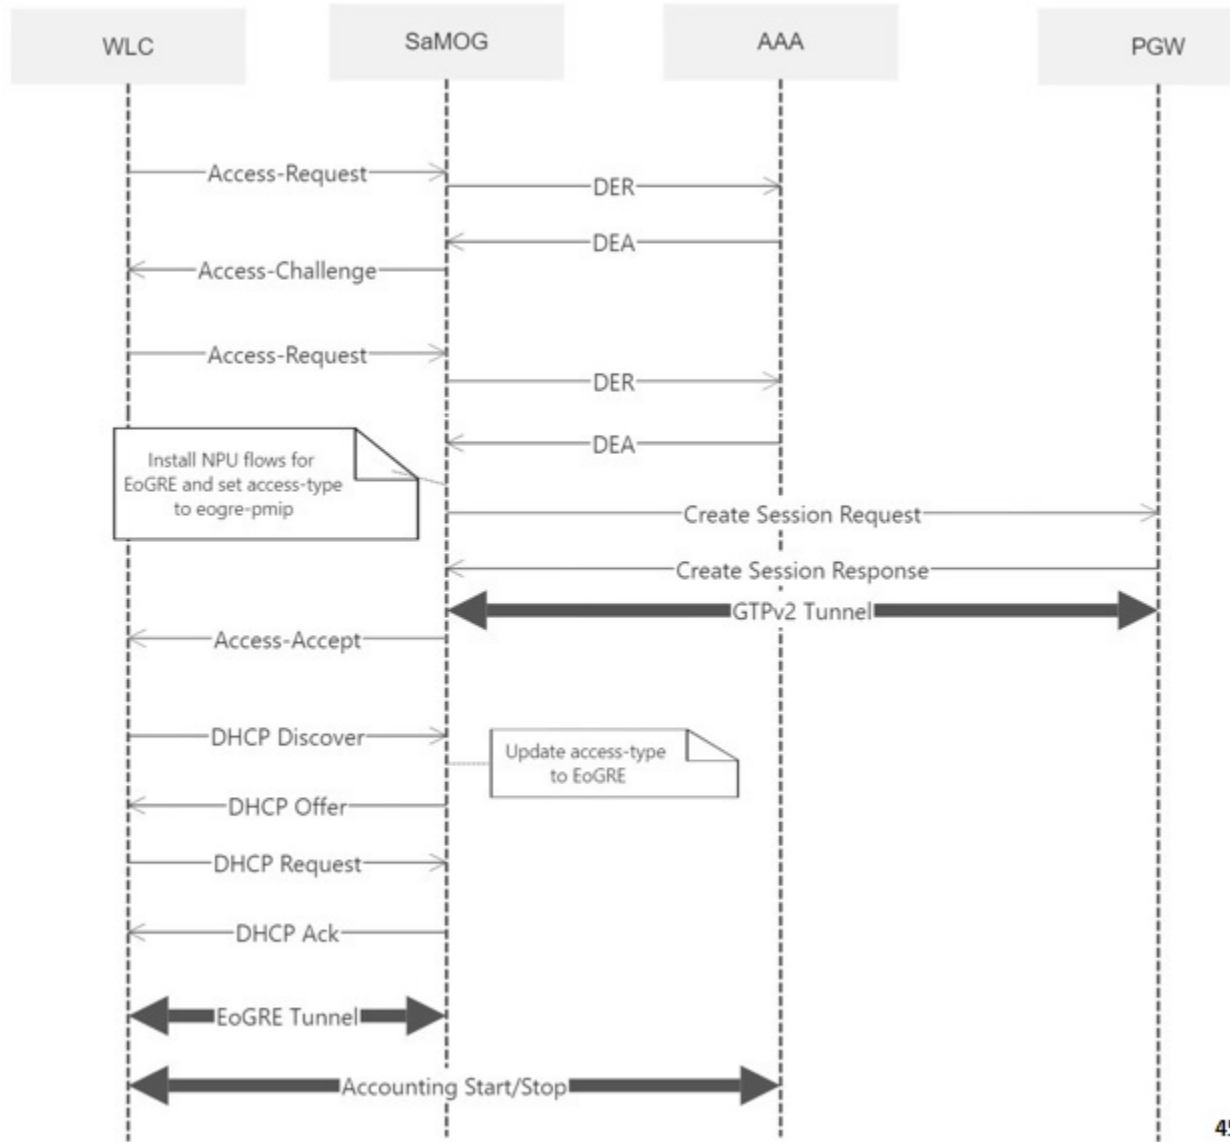 WLC
SaMOG
AAA
PGW
Access-Request
DER
DEA
Access-Challenge
Access-Request
DER
DEA
Install NPU flows for
EoGRE and set access-type
to eogre-pmip
Create Session Request
Create Session Response
GTPv2 Tunnel
Access-Accept
DHCP Discover
Update access-type
to EoGRE
DHCP Offer
DHCP Request
DHCP Ack
EoGRE Tunnel
Accounting Start/Stop